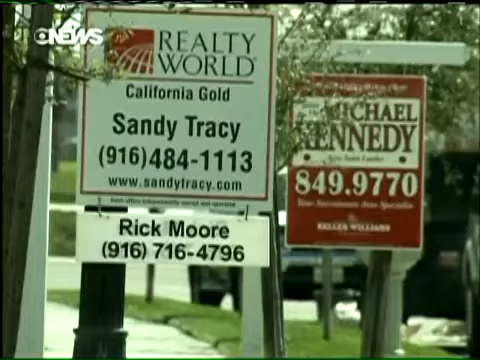 NEWS
REALTY
WORLD
California Gold
Sandy Tracy
(916)484-1113
www.sandytracy.com
Rick Moore
(916) 716-4796
MICHAEL
KENNEDY
849.9770
KELLER WILLIAMS
NEWS